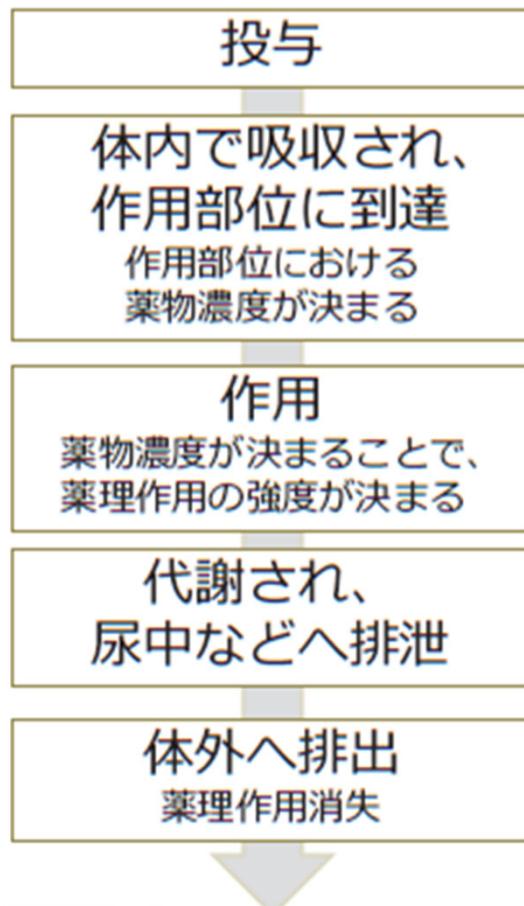 投与
体内で吸収され、
作用部位に到達
作用部位における
薬物濃度が決まる
作用
薬物濃度が決まることで、
薬理作用の強度が決まる
代謝され、
尿中などへ排泄
体外へ排出
薬理作用消失